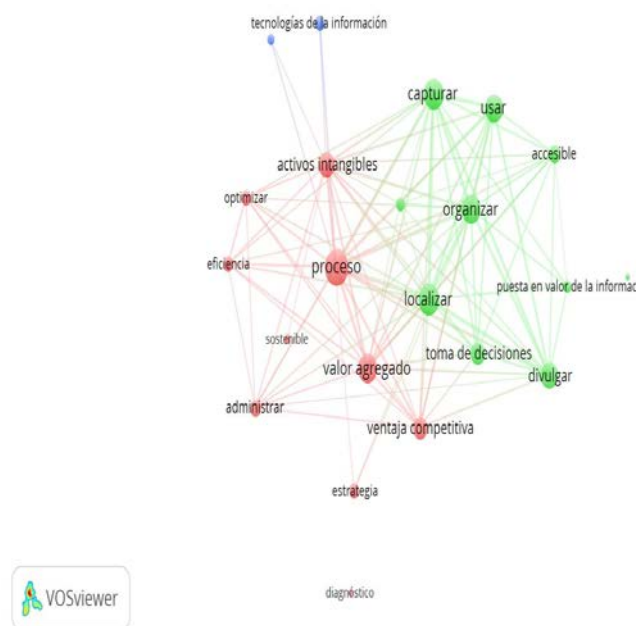 tecnologías de la información
capturar
usar
accesible
activos intangibles
optimizar
organizar
eficiencia
proceso
puesta en valor de la informac
localizar
sostenible
toma de decisiones
valor agregado
divulgar
administrar
ventaja competitiva
estrategia
diagnóstico
VOSviewer